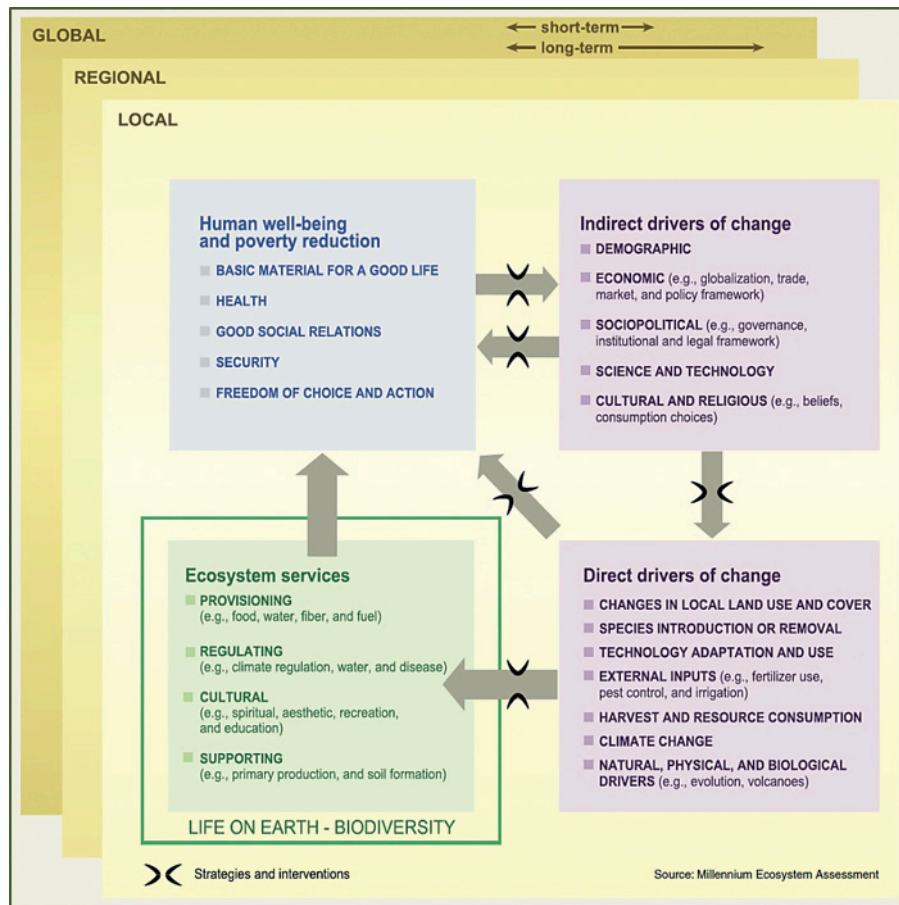 GLOBAL
short-term
long-term
REGIONAL
LOCAL
Human well-being
and poverty reduction
BASIC MATERIAL FOR A GOOD LIFE
HEALTH
GOOD SOCIAL RELATIONS
SECURITY
FREEDOM OF CHOICE AND ACTION
Indirect drivers of change
DEMOGRAPHIC
ECONOMIC (e.g., globalization, trade,
market, and policy framework)
SOCIOPOLITICAL (e.g., governance,
institutional and legal framework)
SCIENCE AND TECHNOLOGY
CULTURAL AND RELIGIOUS (e.g., beliefs,
consumption choices)
Ecosystem services
PROVISIONING
(e.g., food, water, fiber, and fuel)
REGULATING
(e.g., climate regulation, water, and disease)
CULTURAL
(e.g., spiritual, aesthetic, recreation,
and education)
SUPPORTING
(e.g., primary production, and soil formation)
LIFE ON EARTH - BIODIVERSITY
Direct drivers of change
CHANGES IN LOCAL LAND USE AND COVER
SPECIES INTRODUCTION OR REMOVAL
TECHNOLOGY ADAPTATION AND USE
EXTERNAL INPUTS (e.g., fertilizer use,
pest control, and irrigation)
HARVEST AND RESOURCE CONSUMPTION
CLIMATE CHANGE
NATURAL, PHYSICAL, AND BIOLOGICAL
DRIVERS (e.g., evolution, volcanoes)
Strategies and interventions
Source: Millennium Ecosystem Assessment